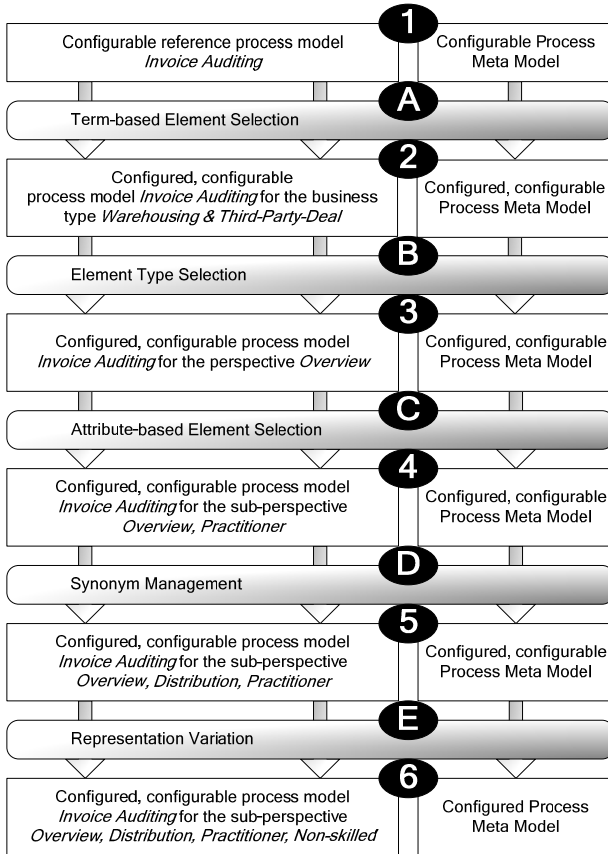 1
Configurable reference process model
Invoice Auditing
Configurable Process
Meta Model
A
Term-based Element Selection
2
Configured, configurable
process model Invoice Auditing for the business
type Warehousing & Third-Party-Deal
Configured, configurable
Process Meta Model
B
Element Type Selection
3
Configured, configurable process model
Invoice Auditing for the perspective Overview
Configured, configurable
Process Meta Model
C
Attribute-based Element Selection
4
Configured, configurable process model
Invoice Auditing for the sub-perspective
Overview, Practitioner
Configured, configurable
Process Meta Model
D
Synonym Management
5
Configured, configurable process model
Invoice Auditing for the sub-perspective
Overview, Distribution, Practitioner
Configured, configurable
Process Meta Model
E
Representation Variation
6
Configured, configurable process model
Invoice Auditing for the sub-perspective
Overview, Distribution, Practitioner, Non-skilled
Configured Process
Meta Model